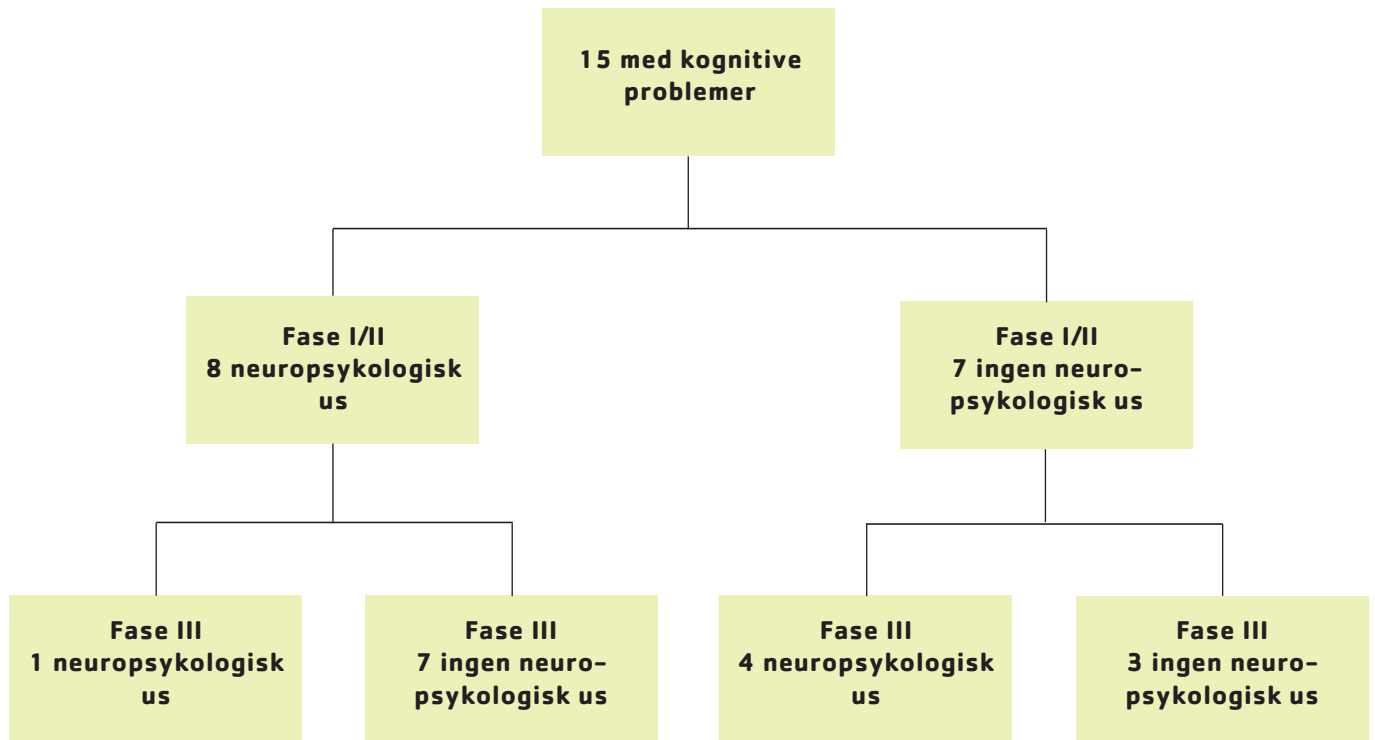 15 med kognitive
problemer
Fase I/II
8 neuropsykologisk
us
Fase I/II
7 ingen neuro-
psykologisk us
Fase III
1 neuropsykologisk
us
Fase III
7 ingen neuro-
psykologisk us
Fase III
4 neuropsykologisk
us
Fase III
3 ingen neuro-
psykologisk us